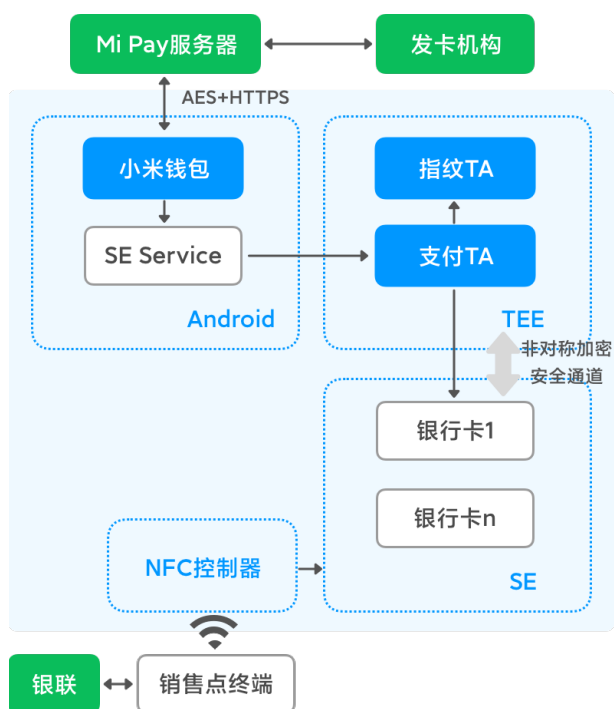 Mi Pay服务器
发卡机构
AES+HTTPS
小米钱包
指纹TA
SE Service
支付TA
Android
TEE
非对称加密
安全通道
银行卡1
银行卡n
NFC控制器
SE
银联
销售点终端